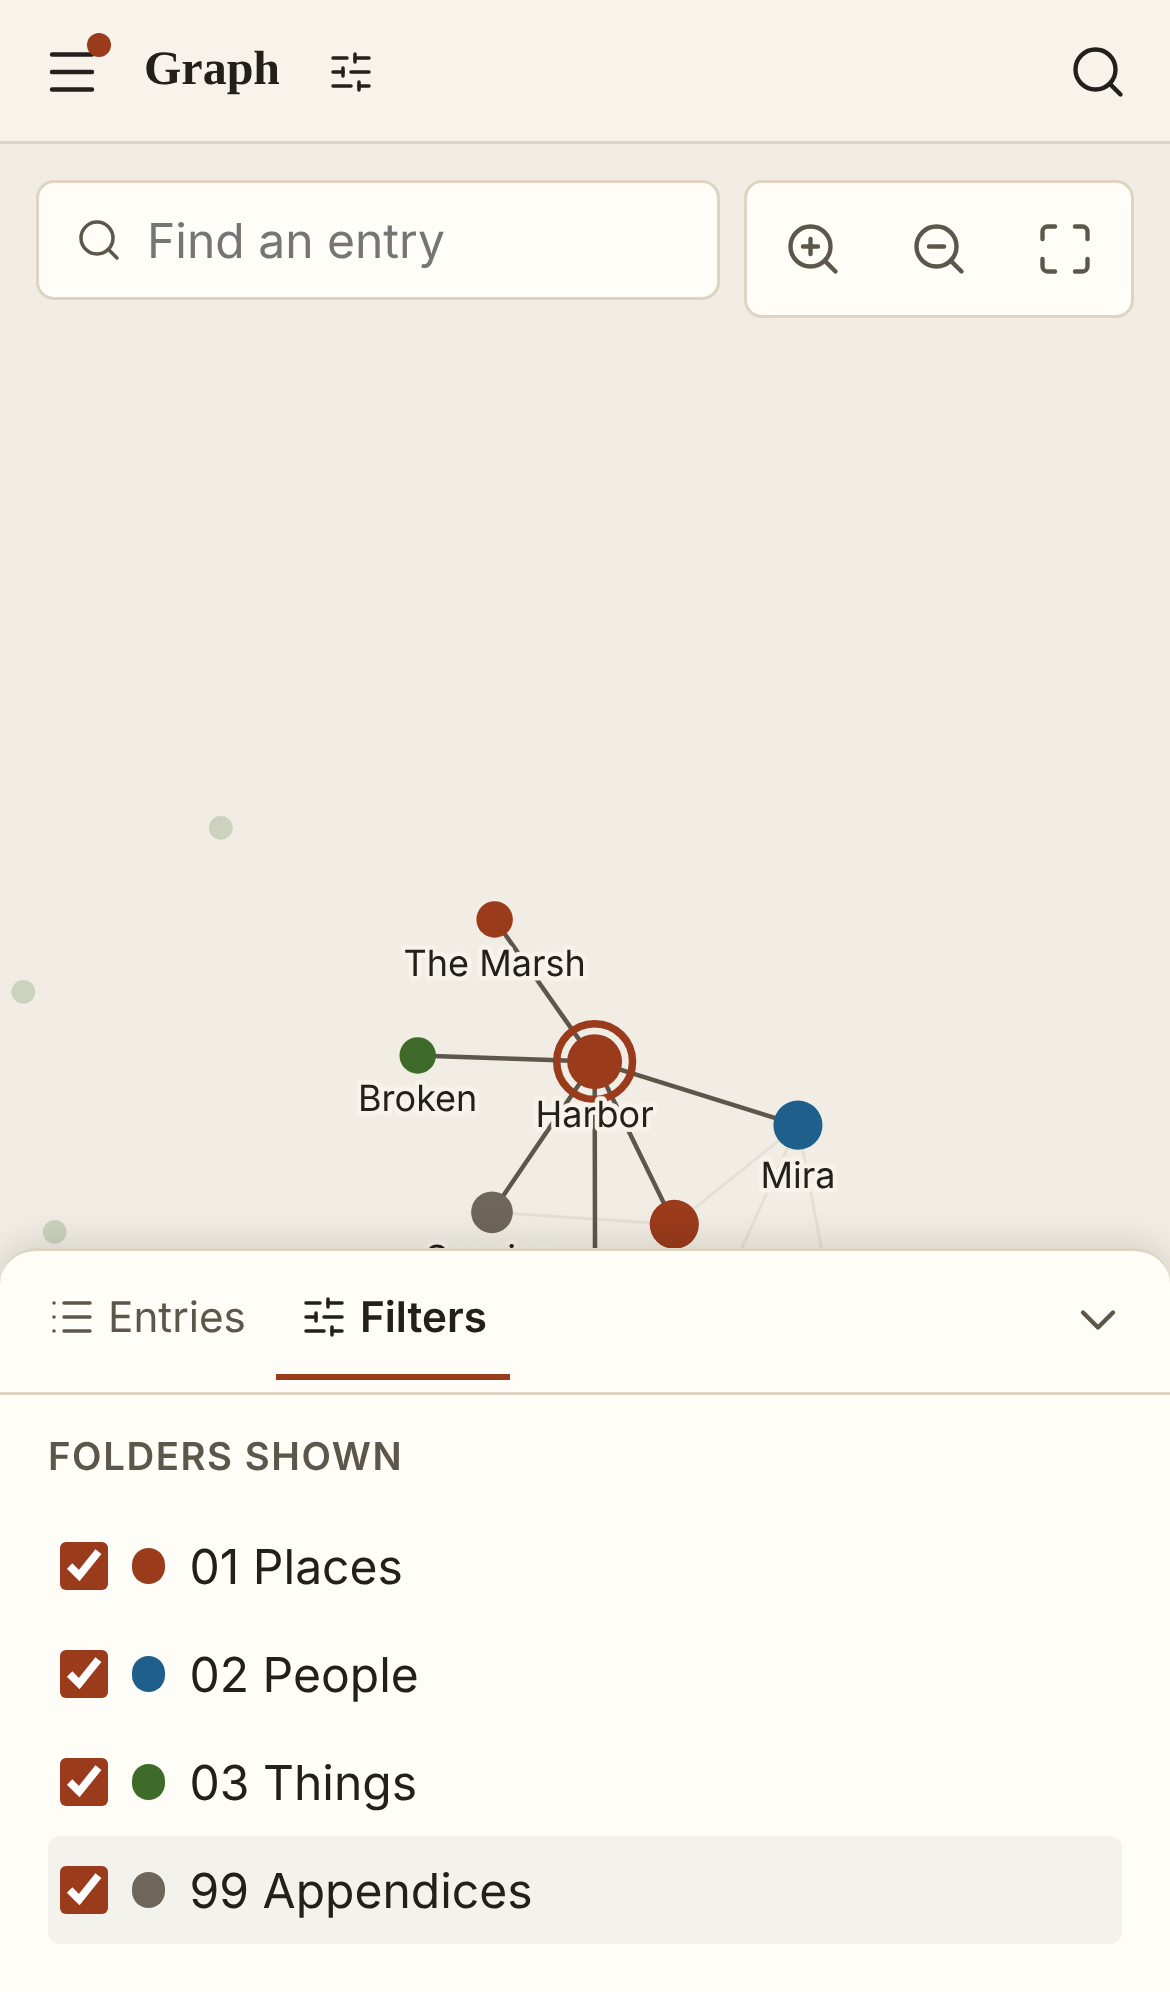 Graph
Find an entry
The Marsh
Broken
Harbor
Mira
Entries
Filters
FOLDERS SHOWN
01 Places
02 People
03 Things
99 Appendices